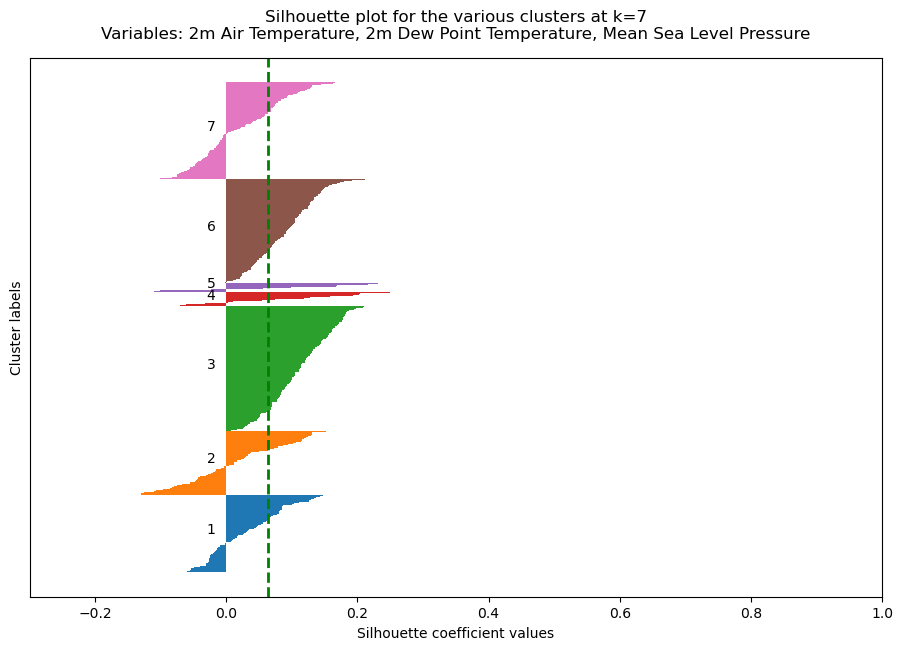 Silhouette plot for the various clusters at k=7
Variables: 2m Air Temperature, 2m Dew Point Temperature, Mean Sea Level Pressure
Cluster labels
7
6
5
4
3
2
1
−0.2 0.0 0.2 0.4 0.6 0.8 1.0
Silhouette coefficient values